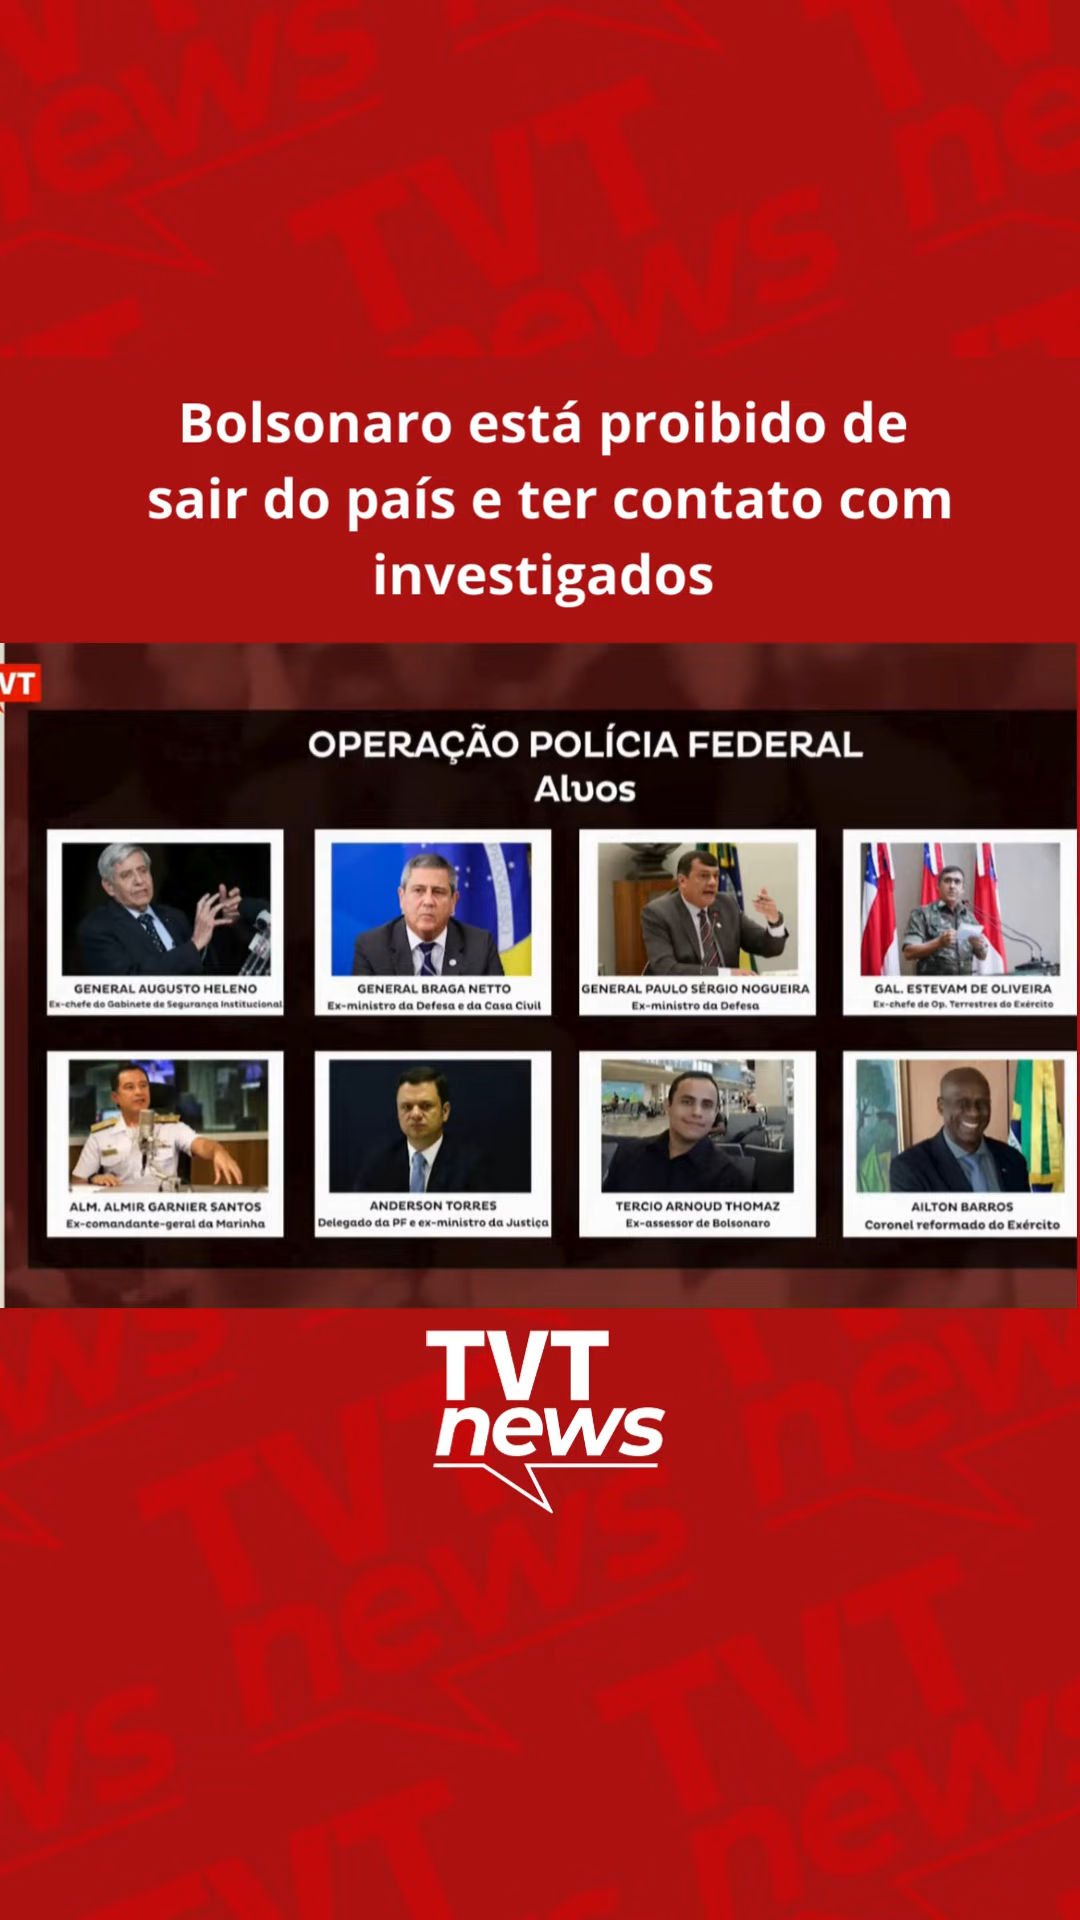 Bolsonaro está proibido de
sair do país e ter contato com
investigados
VT
OPERAÇÃO POLÍCIA FEDERAL
Alvos
GENERAL AUGUSTO HELENO
Ex-chefe do Gabinete de Segurança Institucional
GENERAL BRAGA NETTO
Ex-ministro da Defesa e da Casa Civil
GENERAL PAULO SÉRGIO NOGUEIRA
Ex-ministro da Defesa
GAL. ESTEVAM DE OLIVEIRA
Ex-chefe de Op. Terrestres do Exército
ALM. ALMIR GARNIER SANTOS
Ex-comandante-geral da Marinha
ANDERSON TORRES
Delegado da PF e ex-ministro da Justiça
TERCIO ARNOUD THOMAZ
Ex-assessor de Bolsonaro
AILTON BARROS
Coronel reformado do Exército
TVT
news